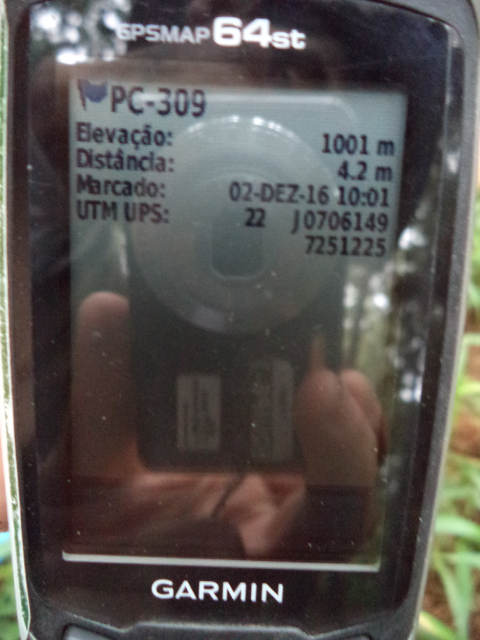 GPSMAP 64st
PC-309
Elevação: 1001 m
Distância: 4.2 m
Marcado: 02-DEZ-16 10:01
UTM UPS: 22 J0706149
7251225
GARMIN